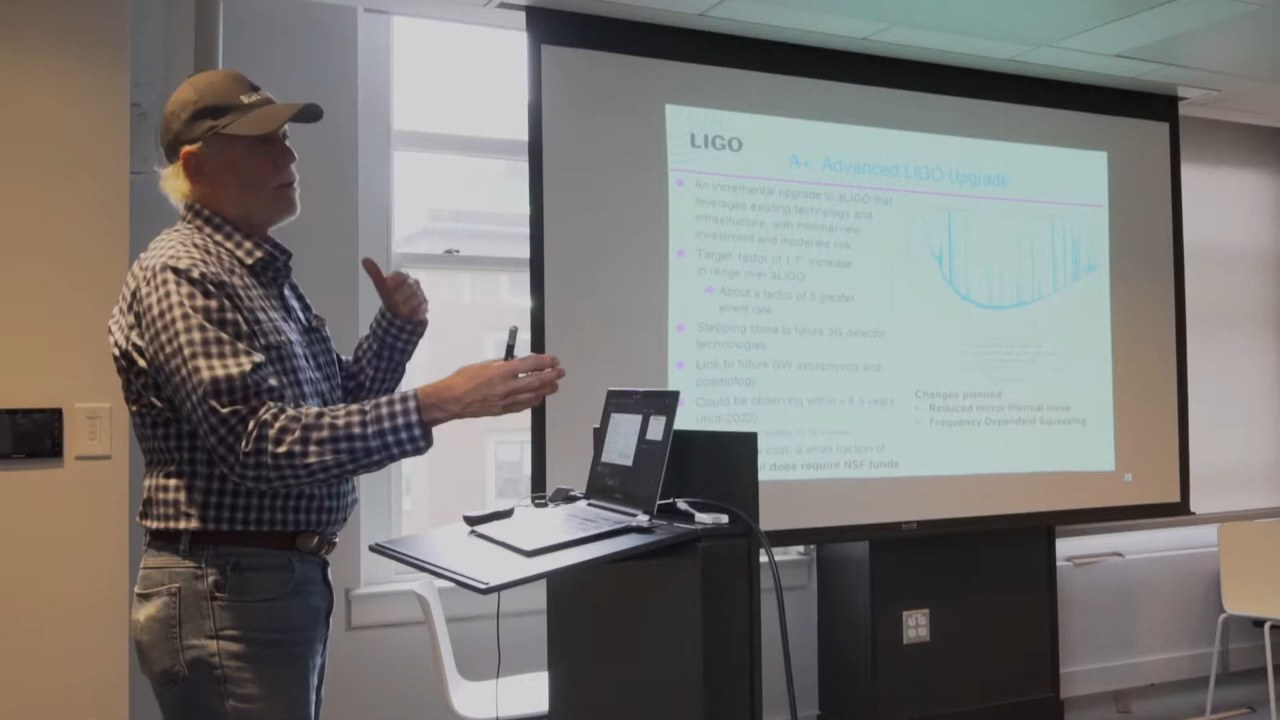 LIGO
A+ Advanced LIGO Upgrade
An incremental upgrade to aLIGO that
leverages existing technology and
infrastructure, with minimal new
investment and moderate risk
Target: factor of 1.7 increase
in range over aLIGO
About a factor of 5 greater
event rate
Stepping stone to future 3G detector
technologies
Link to future GW astrophysics and
cosmology
Could be observing within < 6.5 years
(mid-2022)
cost: a small fraction of
does require NSF funds
Changes planned
Reduced mirror thermal noise
Frequency Dependent Squeezing